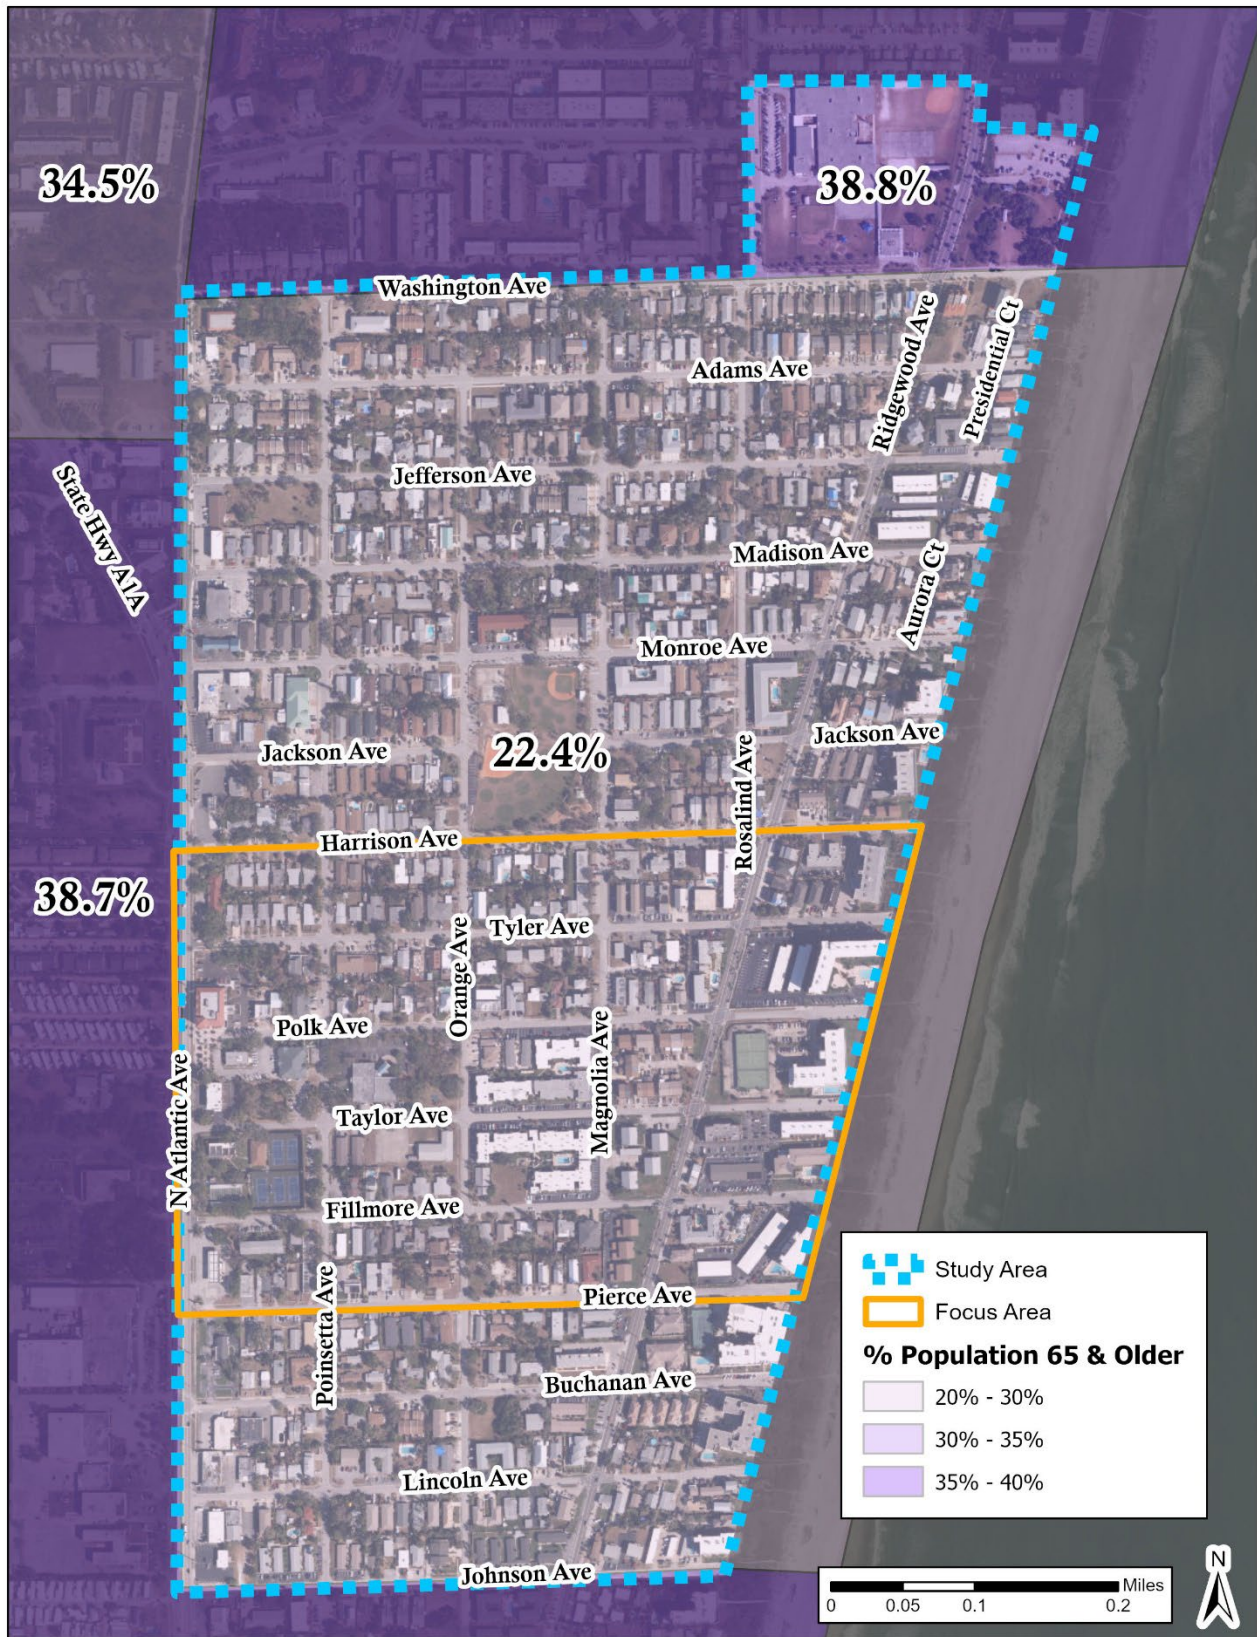 34.5%
38.8%
Washington Ave
Ridgewood Ave
Presidential Ct
Adams Ave
Jefferson Ave
State Hwy A1A
Madison Ave
Aurora Ct
Monroe Ave
Jackson Ave
22.4%
Rosalind Ave
Jackson Ave
Harrison Ave
38.7%
Orange Ave
Tyler Ave
Polk Ave
Magnolia Ave
N Atlantic Ave
Taylor Ave
Fillmore Ave
Poinsetta Ave
Pierce Ave
Buchanan Ave
Lincoln Ave
Johnson Ave
Study Area
Focus Area
% Population 65 & Older
20% - 30%
30% - 35%
35% - 40%
Miles
0 0.05 0.1 0.2
N